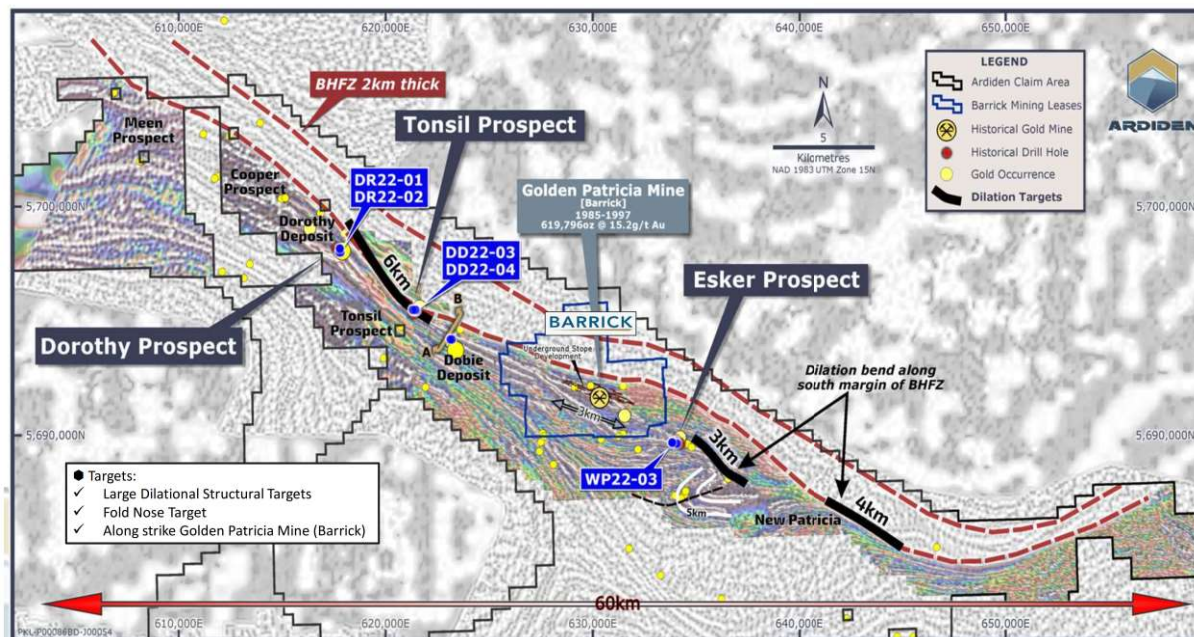 610,000E
620,000E
630,000E
640,000E
650,000E
BHFZ 2km thick
Meen
Prospect
Cooper
Prospect
Tonsil Prospect
DR22-01
DR22-02
Dorothy
Deposit
DD22-03
DD22-04
6km
Golden Patricia Mine
[Barrick]
1985-1997
619,796oz @ 15.2g/t Au
N
5
Kilometres
NAD 1983 UTM Zone 15N
LEGEND
Ardiden Claim Area
Barrick Mining Leases
Historical Gold Mine
Historical Drill Hole
Gold Occurrence
Dilation Targets
ARDIDEN
5,700,000N
5,700,000N
Esker Prospect
Dorothy Prospect
Tonsil
Prospect
B
A
Dobie
Deposit
BARRICK
Underground Stope
Development
3km
Dilation bend along
south margin of BHFZ
5,690,000N
5,690,000N
3km
WP22-03
5km
New Patricia
4km
Targets:
✓ Large Dilational Structural Targets
✓ Fold Nose Target
✓ Along strike Golden Patricia Mine (Barrick)
60km
PKL-P00086BD-J00054
610,000E
620,000E
630,000E
640,000E
650,000E